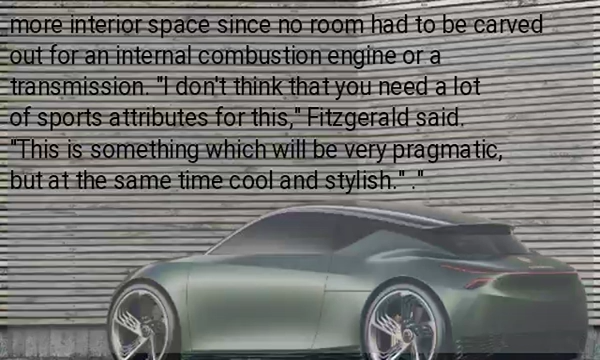 more interior space since no room had to be carved
out for an internal combustion engine or a
transmission. "I don't think that you need a lot
of sports attributes for this," Fitzgerald said.
"This is something which will be very pragmatic,
but at the same time cool and stylish." ."